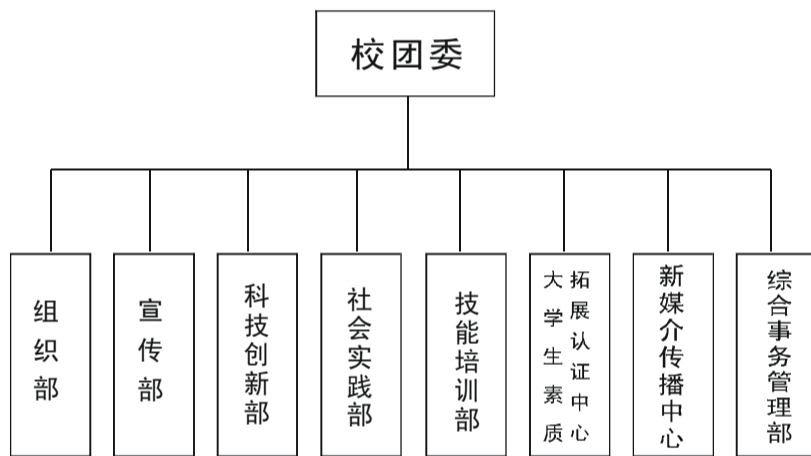 校团委
组织部
宣传部
科技创新部
社会实践部
技能培训部
大学生素质
拓展认证中心
新媒介传播中心
综合事务管理部